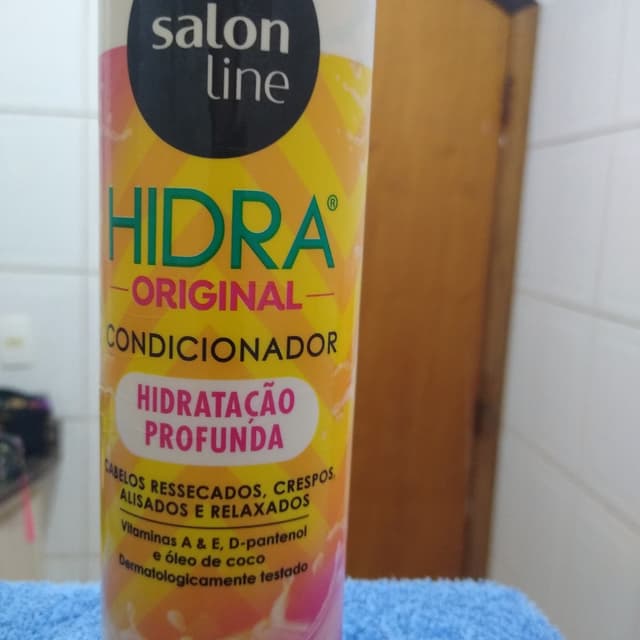 salon
line
HIDRA®
ORIGINAL
CONDICIONADOR
HIDRATAÇÃO
PROFUNDA
CABELOS RESSECADOS, CRESPOS,
ALISADOS E RELAXADOS
Vitaminas A & E, D-pantenol
e óleo de coco
Dermatologicamente testado